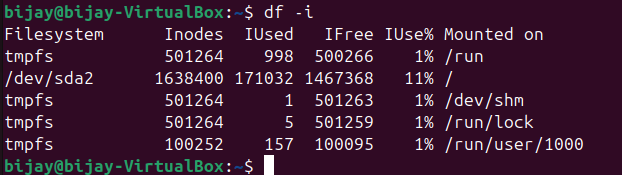 bijay@bijay-VirtualBox:~$ df -i
Filesystem      Inodes  IUsed   IFree IUse% Mounted on
tmpfs           501264    998  500266    1% /run
/dev/sda2      1638400 171032 1467368   11% /
tmpfs           501264      1  501263    1% /dev/shm
tmpfs           501264      5  501259    1% /run/lock
tmpfs           100252    157  100095    1% /run/user/1000
bijay@bijay-VirtualBox:~$